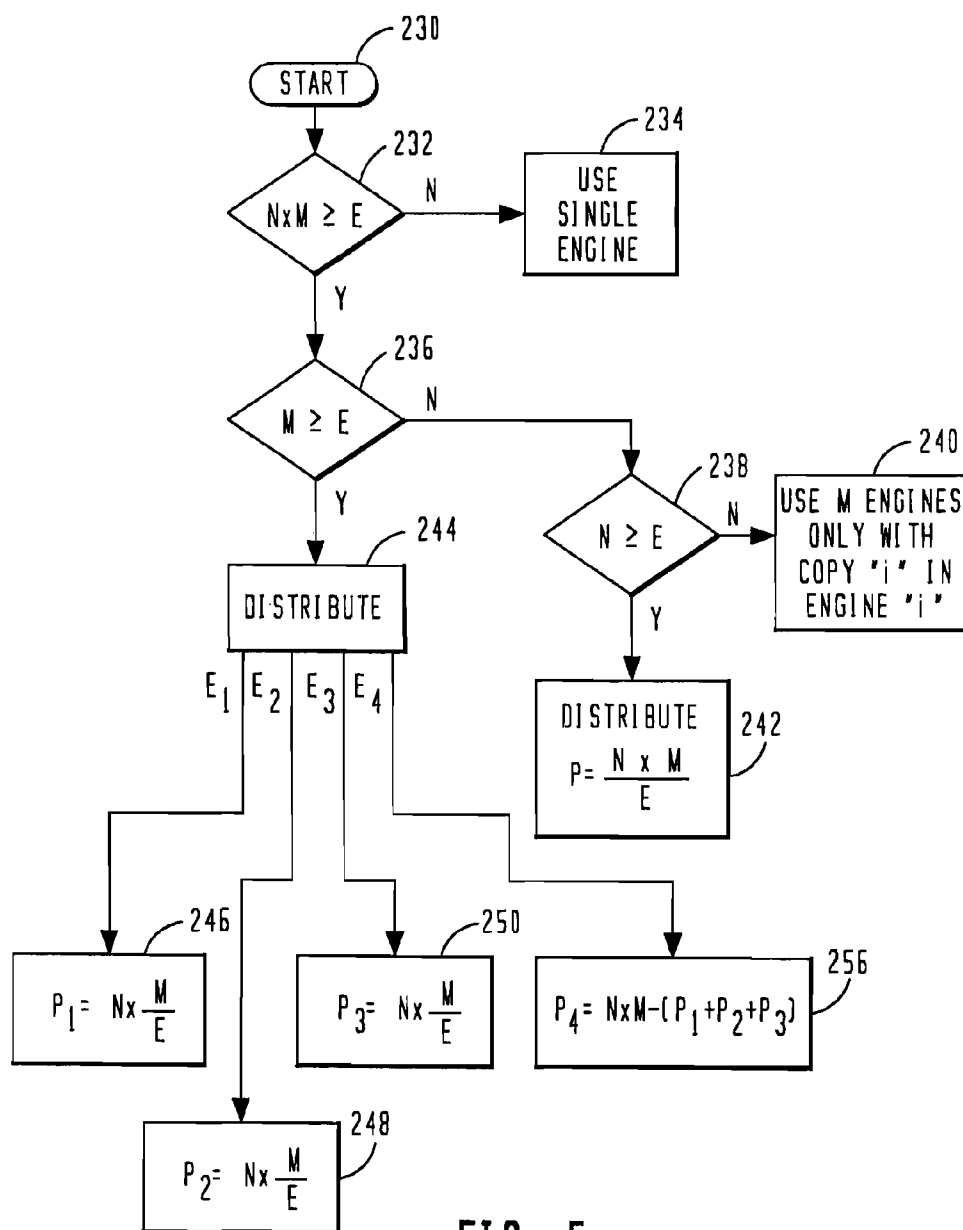 230
START
232
N×M ≥ E
N
234
USE
SINGLE
ENGINE
Y
236
M ≥ E
N
238
N ≥ E
N
240
USE M ENGINES
ONLY WITH
COPY "i" IN
ENGINE "i"
Y
Y
244
DISTRIBUTE
E₁ E₂ E₃ E₄
242
DISTRIBUTE
P= N x M
E
246
P₁= N× M
E
250
P₃= N× M
E
256
P₄= N×M-(P₁+P₂+P₃)
248
P₂= N× M
E